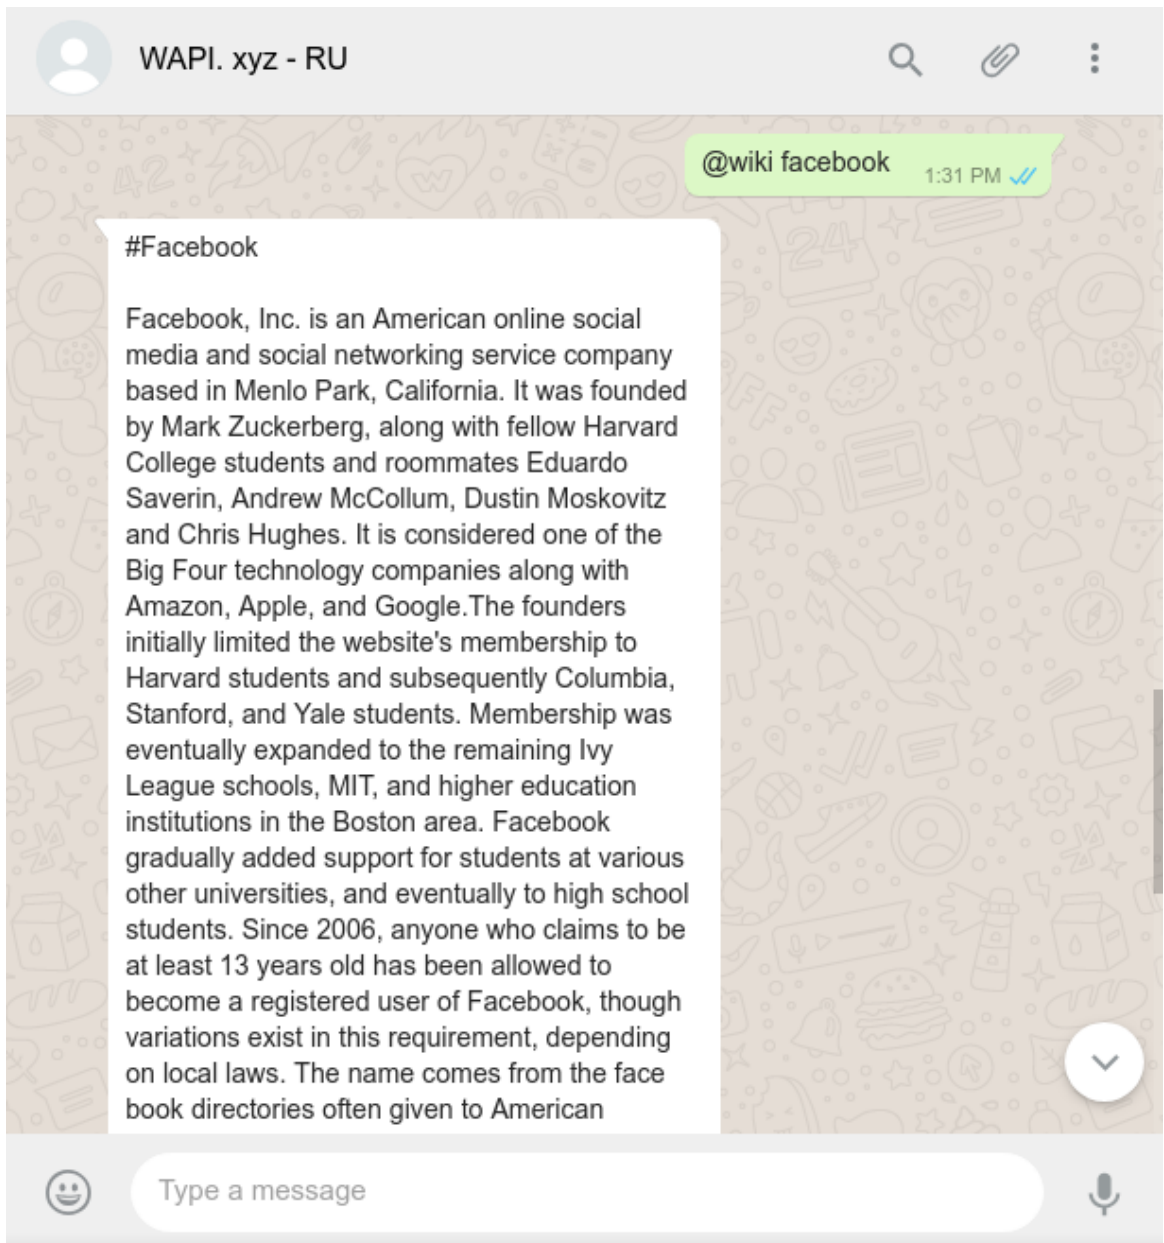 WAPI. xyz - RU
@wiki facebook
1:31 PM
#Facebook
Facebook, Inc. is an American online social
media and social networking service company
based in Menlo Park, California. It was founded
by Mark Zuckerberg, along with fellow Harvard
College students and roommates Eduardo
Saverin, Andrew McCollum, Dustin Moskovitz
and Chris Hughes. It is considered one of the
Big Four technology companies along with
Amazon, Apple, and Google.The founders
initially limited the website's membership to
Harvard students and subsequently Columbia,
Stanford, and Yale students. Membership was
eventually expanded to the remaining Ivy
League schools, MIT, and higher education
institutions in the Boston area. Facebook
gradually added support for students at various
other universities, and eventually to high school
students. Since 2006, anyone who claims to be
at least 13 years old has been allowed to
become a registered user of Facebook, though
variations exist in this requirement, depending
on local laws. The name comes from the face
book directories often given to American
Type a message